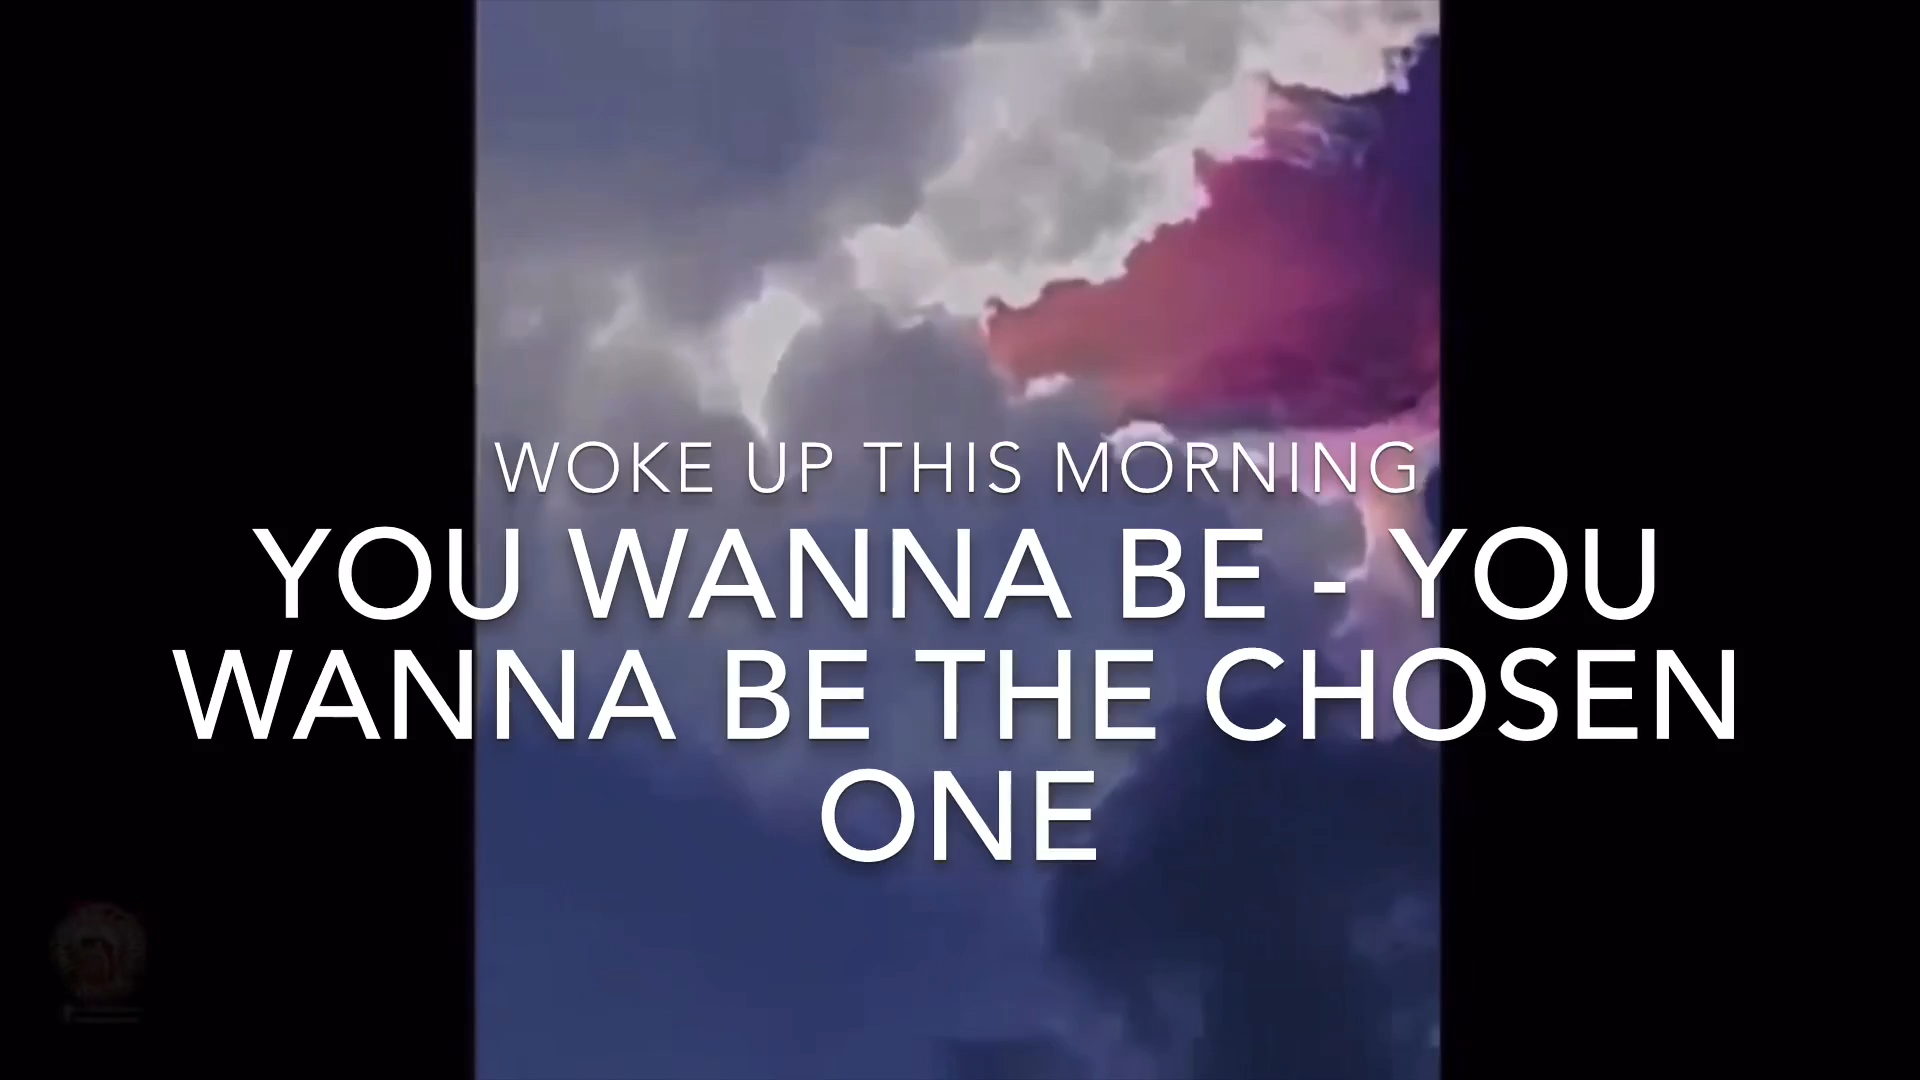 WOKE UP THIS MORNING
YOU WANNA BE - YOU
WANNA BE THE CHOSEN
ONE